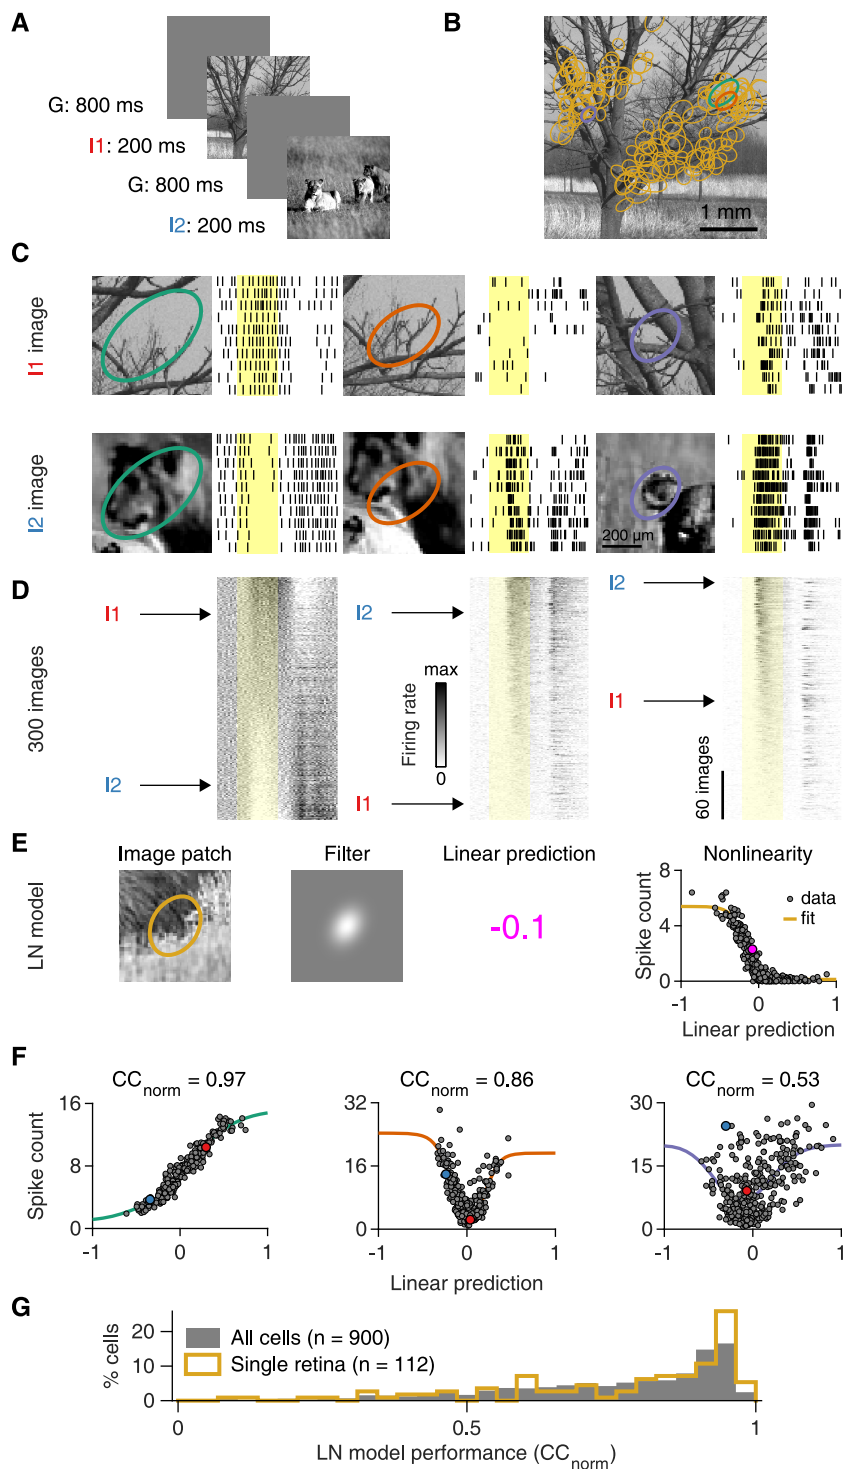 A
G: 800 ms
I1: 200 ms
G: 800 ms
I2: 200 ms
B
1 mm
C
I1 image
I2 image
200 µm
D
300 images
I1
I2
I2
I1
Firing rate
max
0
I2
I1
60 images
E
LN model
Image patch
Filter
Linear prediction
-0.1
Nonlinearity
Spike count
8
4
0
data
fit
-1 0 1
Linear prediction
F
CCnorm = 0.97
CCnorm = 0.86
CCnorm = 0.53
Spike count
16
8
0
-1 0 1
32
16
0
-1 0 1
30
15
0
-1 0 1
Linear prediction
G
% cells
20
10
0
All cells (n = 900)
Single retina (n = 112)
0 0.5 1
LN model performance (CCnorm)